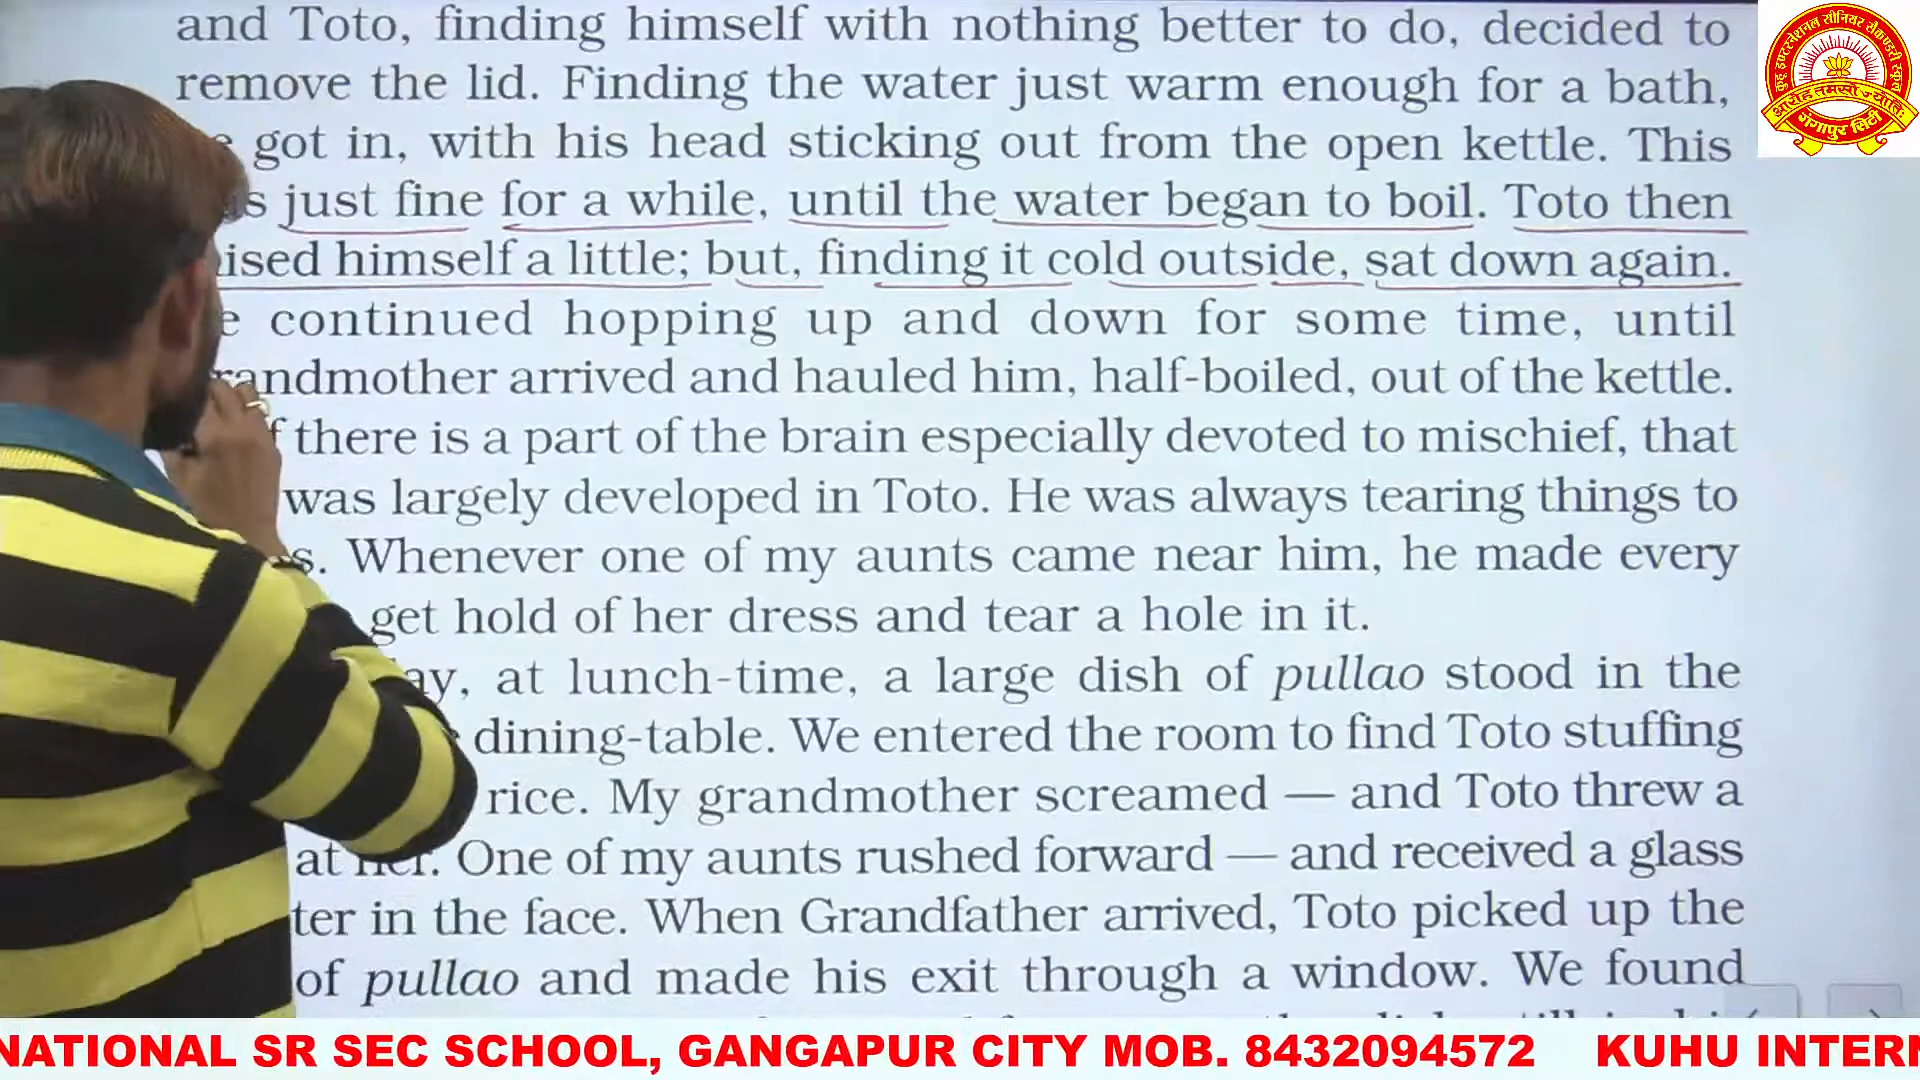 and Toto, finding himself with nothing better to do, decided to
remove the lid. Finding the water just warm enough for a bath,
got in, with his head sticking out from the open kettle. This
just fine for a while, until the water began to boil. Toto then
ised himself a little; but, finding it cold outside, sat down again.
continued hopping up and down for some time, until
randmother arrived and hauled him, half-boiled, out of the kettle.
there is a part of the brain especially devoted to mischief, that
was largely developed in Toto. He was always tearing things to
s. Whenever one of my aunts came near him, he made every
get hold of her dress and tear a hole in it.
ay, at lunch-time, a large dish of pullao stood in the
dining-table. We entered the room to find Toto stuffing
rice. My grandmother screamed — and Toto threw a
at her. One of my aunts rushed forward — and received a glass
ter in the face. When Grandfather arrived, Toto picked up the
of pullao and made his exit through a window. We found
कुहू इण्टरनेशनल सीनियर सैकण्डरी स्कूल
आरोह तमसो ज्योतिः
गंगापुर सिटी
NATIONAL SR SEC SCHOOL, GANGAPUR CITY MOB. 8432094572 KUHU INTERN